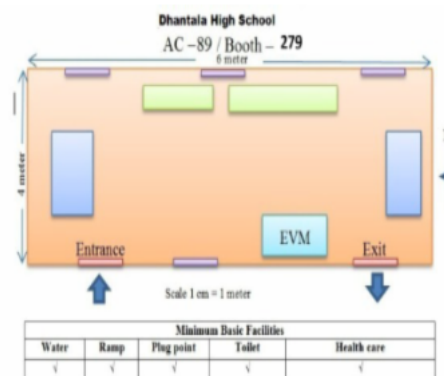 Dhantala High School
AC –89 / Booth – 279
6 meter
4 meter
EVM
Entrance
Exit
Scale 1 cm = 1 meter
Minimum Basic Facilities
Water Ramp Plug point Toilet Health care
√ √ √ √ √